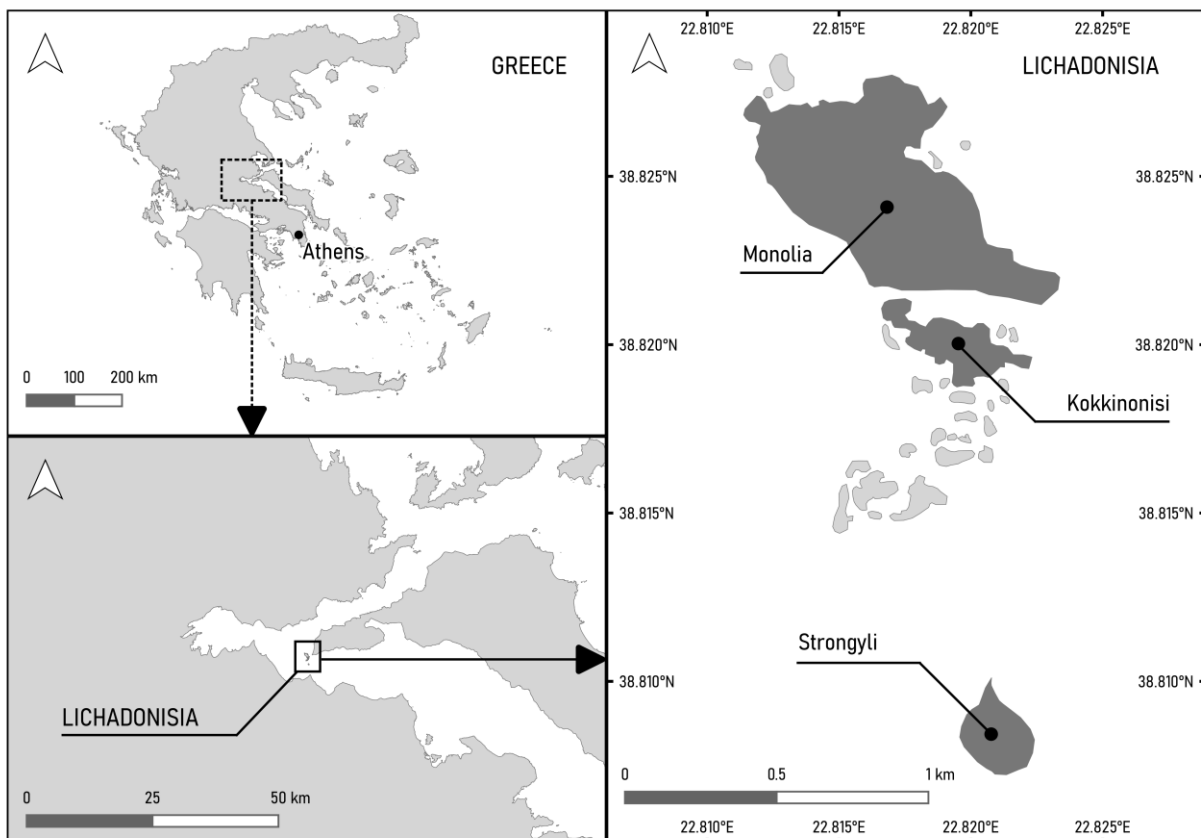 GREECE
Athens
0 100 200 km
LICHADONISIA
0 25 50 km
22.810°E 22.815°E 22.820°E 22.825°E
LICHADONISIA
38.825°N 38.825°N
Monolia
38.820°N 38.820°N
Kokkinonisi
38.815°N 38.815°N
Strongyli
38.810°N 38.810°N
0 0.5 1 km
22.810°E 22.815°E 22.820°E 22.825°E